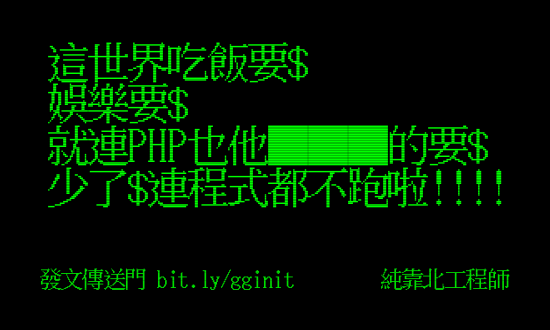 這世界吃飯要$
娛樂要$
就連PHP也他▓▓▓的要$
少了$連程式都不跑啦!!!!
發文傳送門 bit.ly/gginit
純靠北工程師